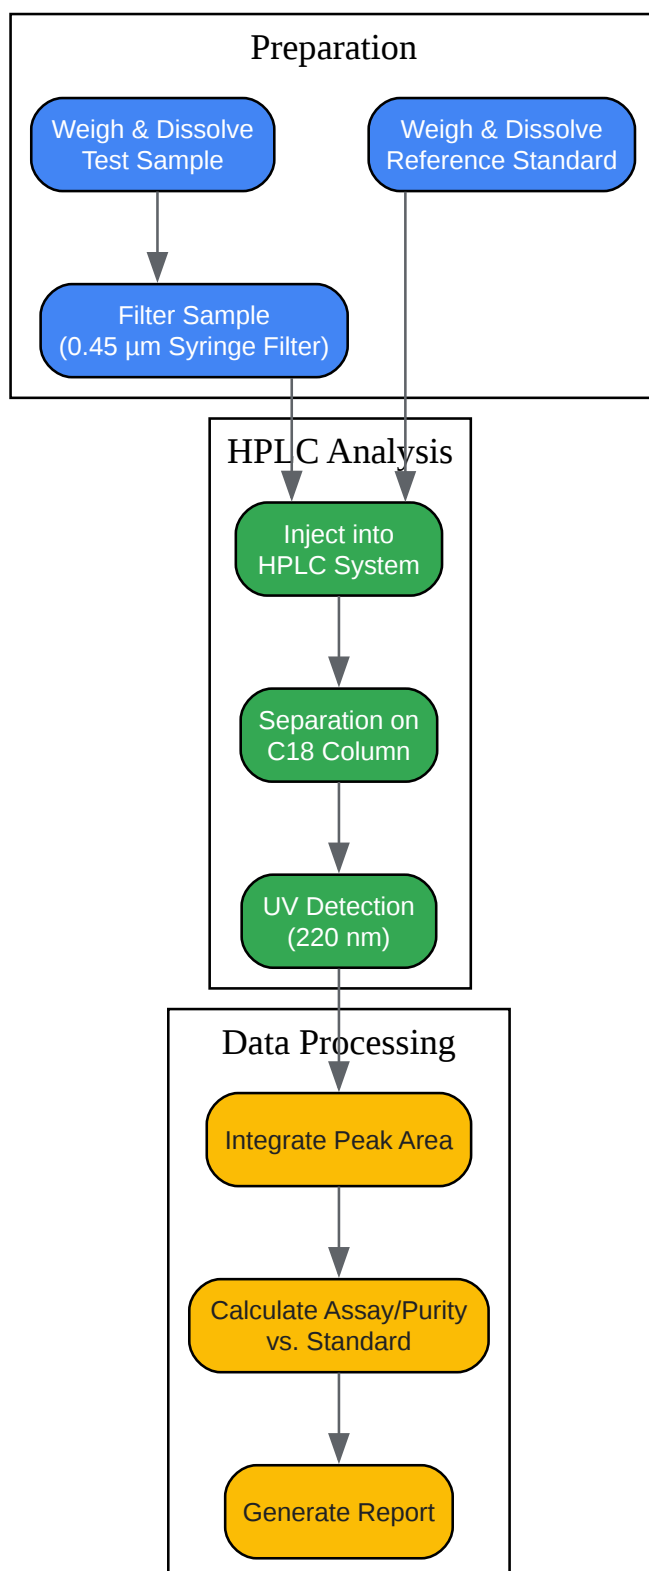 Preparation
Weigh & Dissolve
Test Sample
Weigh & Dissolve
Reference Standard
Filter Sample
(0.45 µm Syringe Filter)
HPLC Analysis
Inject into
HPLC System
Separation on
C18 Column
UV Detection
(220 nm)
Data Processing
Integrate Peak Area
Calculate Assay/Purity
vs. Standard
Generate Report